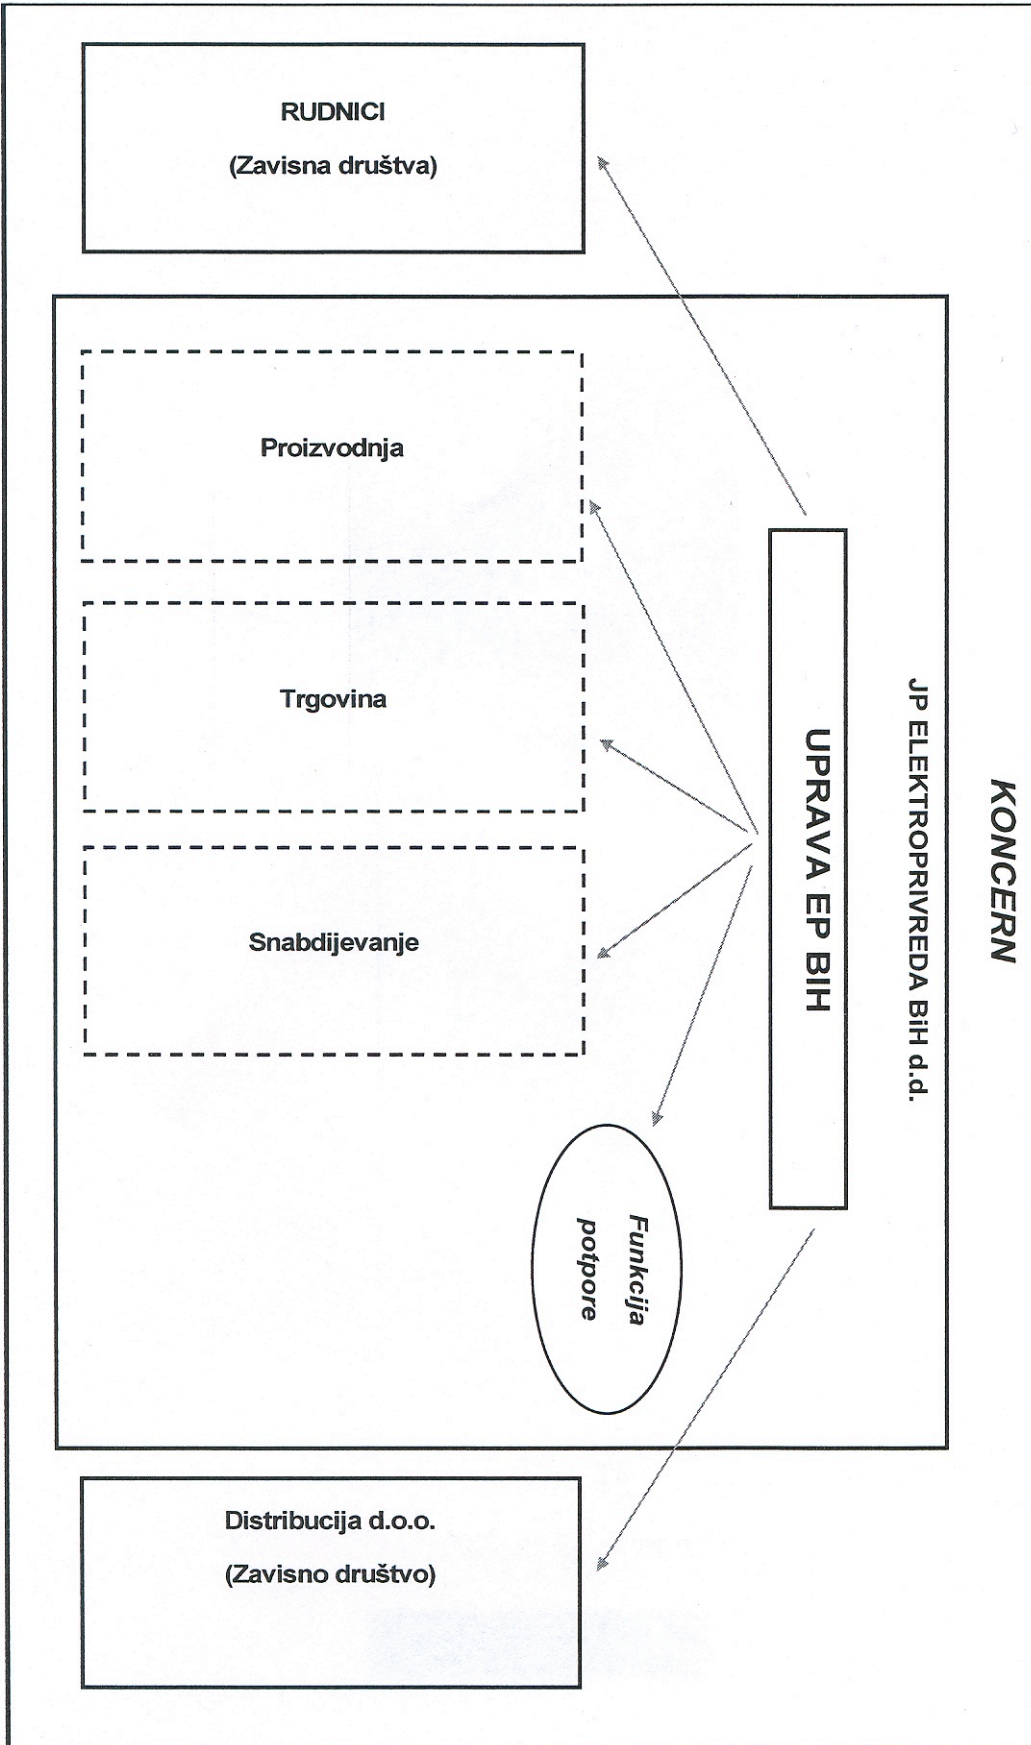 KONCERN
JP ELEKTROPRIVREDA BiH d.d.
UPRAVA EP BIH
RUDNICI
(Zavisna društva)
Proizvodnja
Trgovina
Snabdijevanje
Funkcija
potpore
Distribucija d.o.o.
(Zavisno društvo)